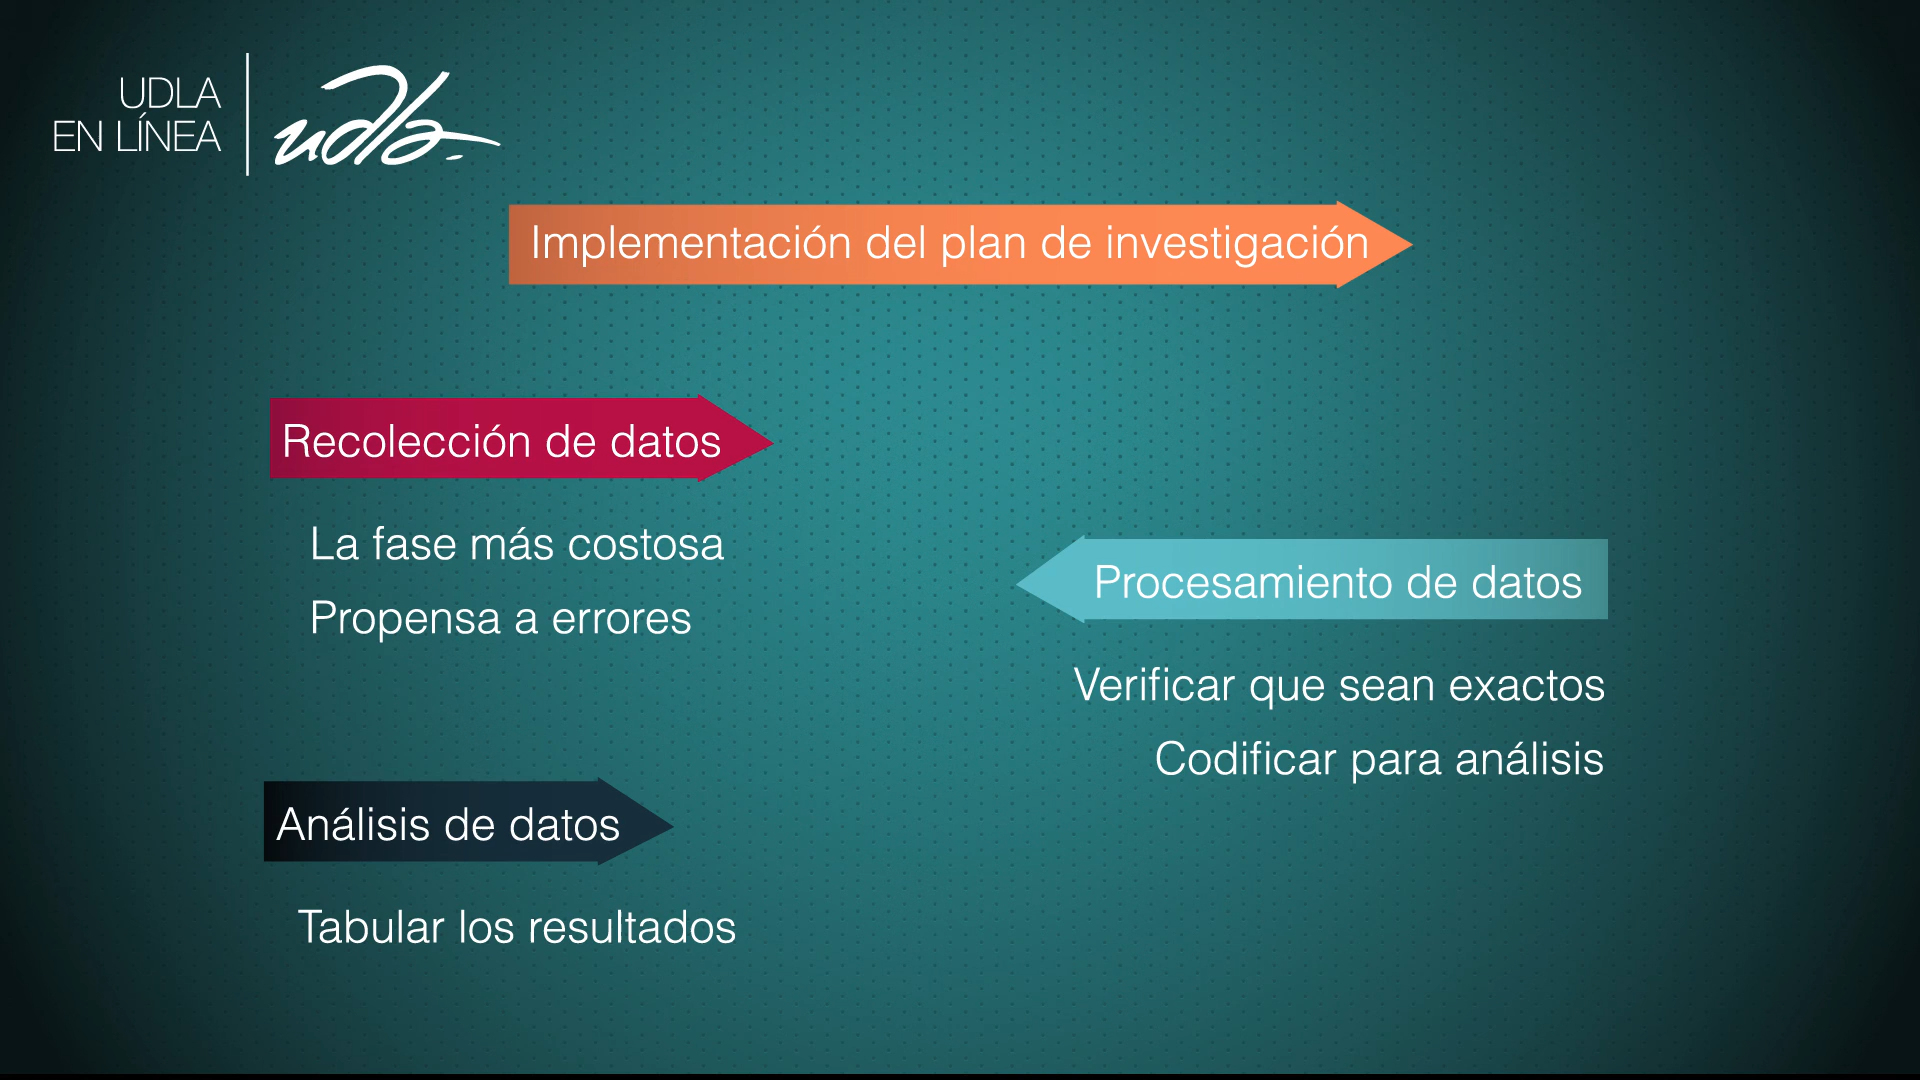 UDLA
EN LÍNEA
udla
Implementación del plan de investigación
Recolección de datos
La fase más costosa
Propensa a errores
Procesamiento de datos
Verificar que sean exactos
Codificar para análisis
Análisis de datos
Tabular los resultados